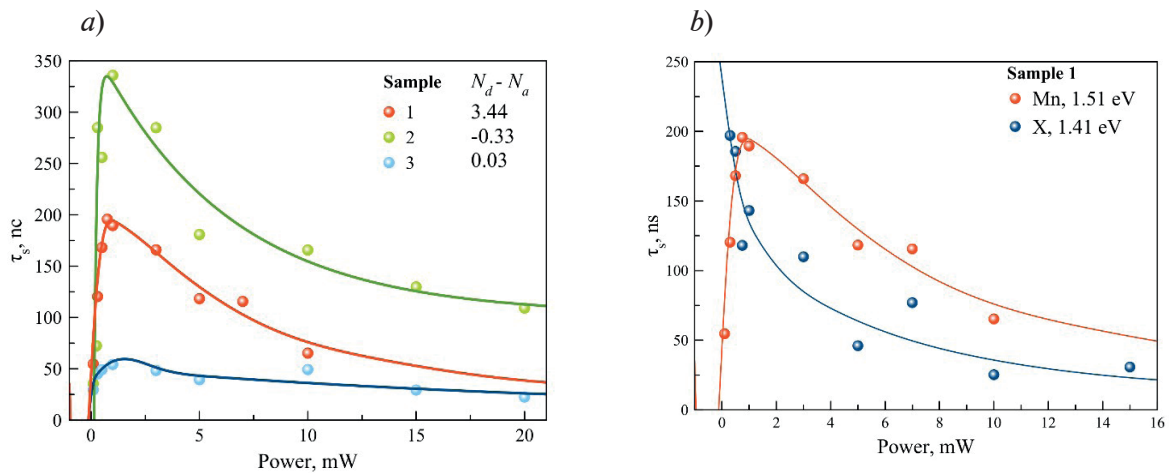 a)
350
300
250
200
150
100
50
0
τs, nc
Sample Nd - Na
1 3.44
2 -0.33
3 0.03
0 5 10 15 20
Power, mW
b)
250
200
150
100
50
0
τs, ns
Sample 1
Mn, 1.51 eV
X, 1.41 eV
0 2 4 6 8 10 12 14 16
Power, mW